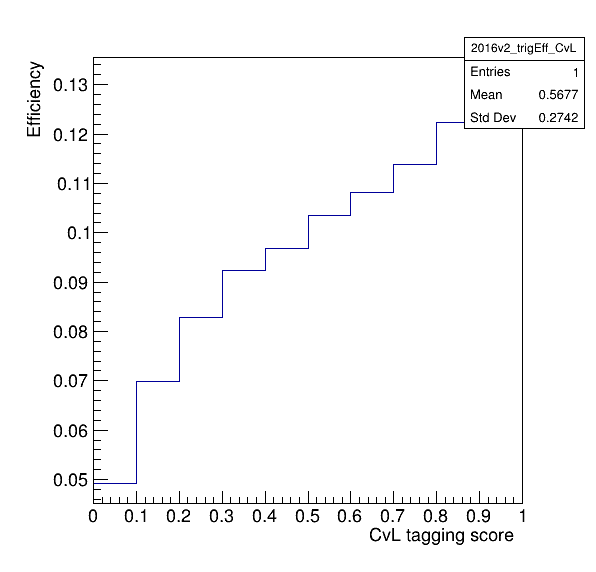 2016v2_trigEff_CvL
Entries 1
Mean 0.5677
Std Dev 0.2742
Efficiency
0.13
0.12
0.11
0.1
0.09
0.08
0.07
0.06
0.05
0 0.1 0.2 0.3 0.4 0.5 0.6 0.7 0.8 0.9 1
CvL tagging score